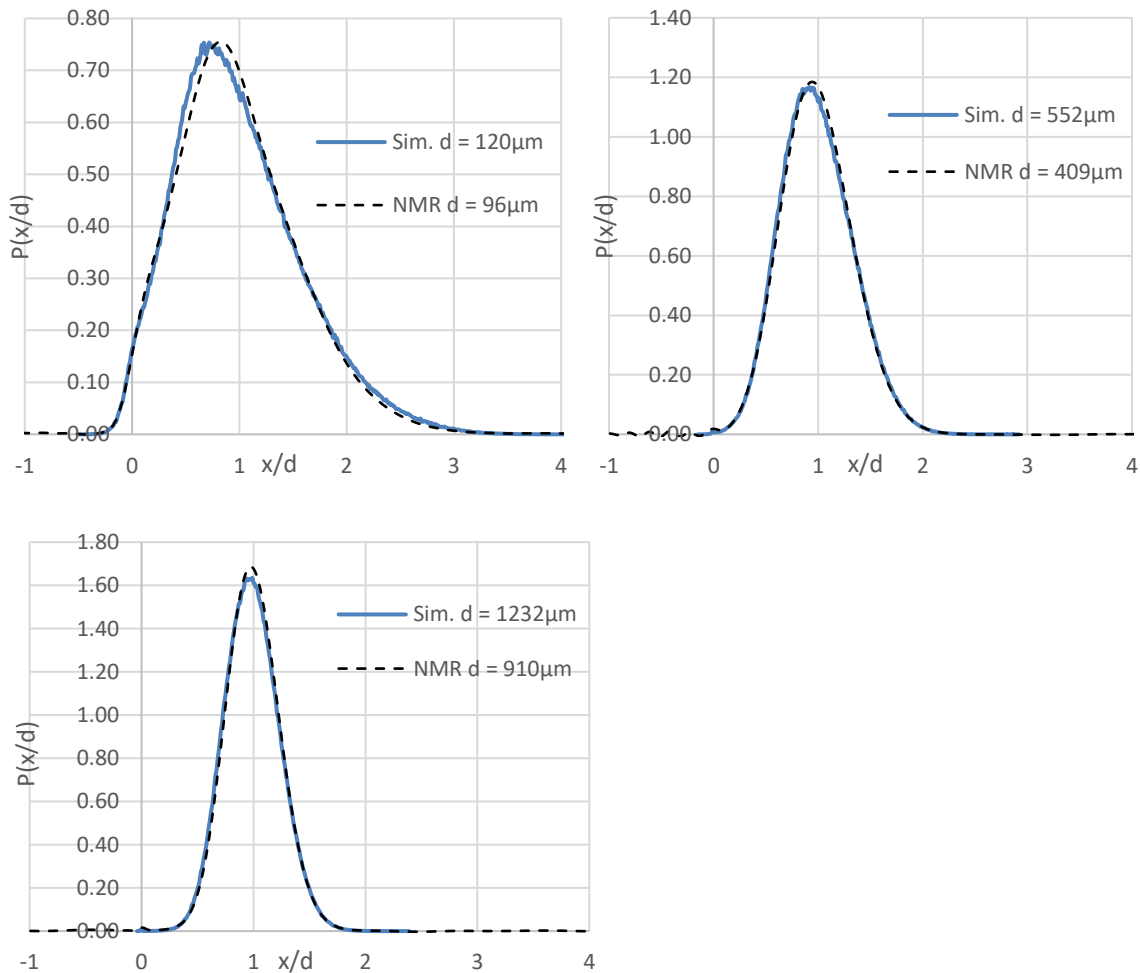 0.80
0.70
0.60
0.50
0.40
0.30
0.20
0.10
0.00
P(x/d)
Sim. d = 120µm
NMR d = 96µm
-1 0 1 x/d 2 3 4
1.40
1.20
1.00
0.80
0.60
0.40
0.20
0.00
P(x/d)
Sim. d = 552µm
NMR d = 409µm
-1 0 1 x/d 2 3 4
1.80
1.60
1.40
1.20
1.00
0.80
0.60
0.40
0.20
0.00
P(x/d)
Sim. d = 1232µm
NMR d = 910µm
-1 0 1 x/d 2 3 4